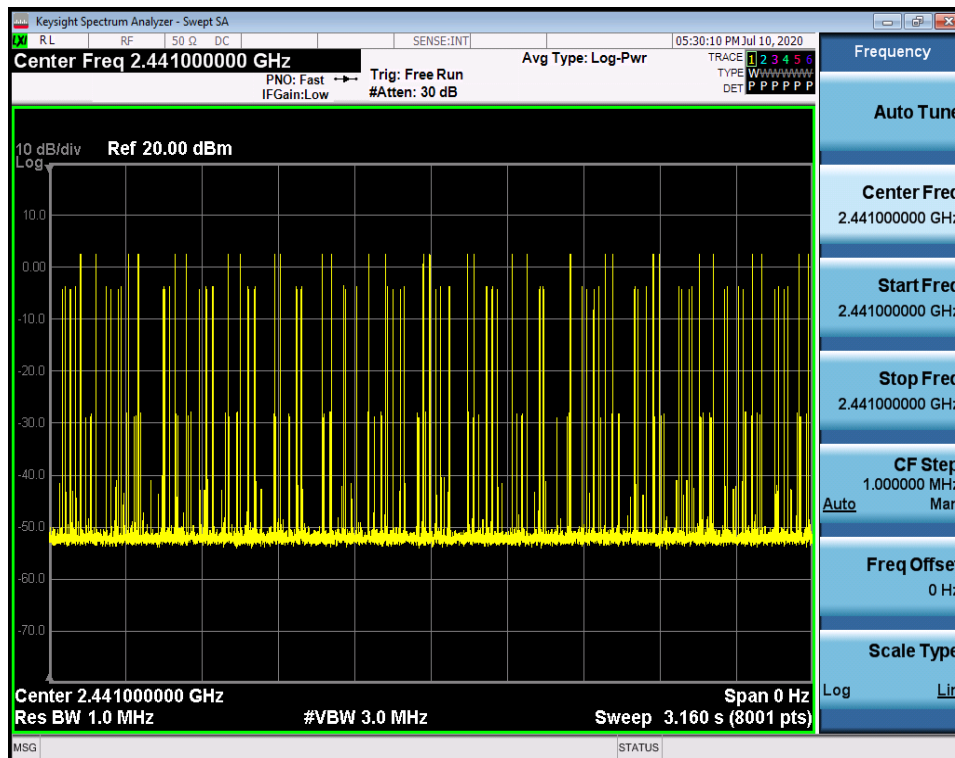 Keysight Spectrum Analyzer - Swept SA
LXI RL RF 50 Ω DC SENSE:INT 05:30:10 PM Jul 10, 2020
Center Freq 2.441000000 GHz
Avg Type: Log-Pwr
TRACE 1 2 3 4 5 6
PNO: Fast
Trig: Free Run
TYPE WWWWWW
IFGain:Low
#Atten: 30 dB
DET P P P P P P
10 dB/div Ref 20.00 dBm
Log
10.0
0.00
-10.0
-20.0
-30.0
-40.0
-50.0
-60.0
-70.0
Center 2.441000000 GHz
Span 0 Hz
Res BW 1.0 MHz
#VBW 3.0 MHz
Sweep 3.160 s (8001 pts)
MSG
STATUS
Frequency
Auto Tune
Center Freq
2.441000000 GHz
Start Freq
2.441000000 GHz
Stop Freq
2.441000000 GHz
CF Step
1.000000 MHz
Auto Man
Freq Offset
0 Hz
Scale Type
Log Lin